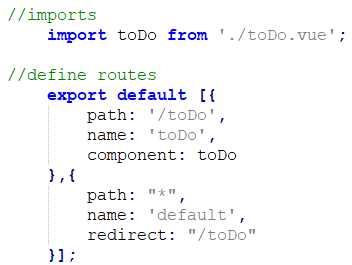 //imports
    import toDo from './toDo.vue';

//define routes
    export default [{
        path: '/toDo',
        name: 'toDo',
        component: toDo
    },{
        path: "*",
        name: 'default',
        redirect: "/toDo"
    }];